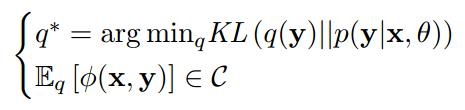 q* = arg min_q KL (q(y)||p(y|x, θ))
𝔼_q [ϕ(x, y)] ∈ 𝒞